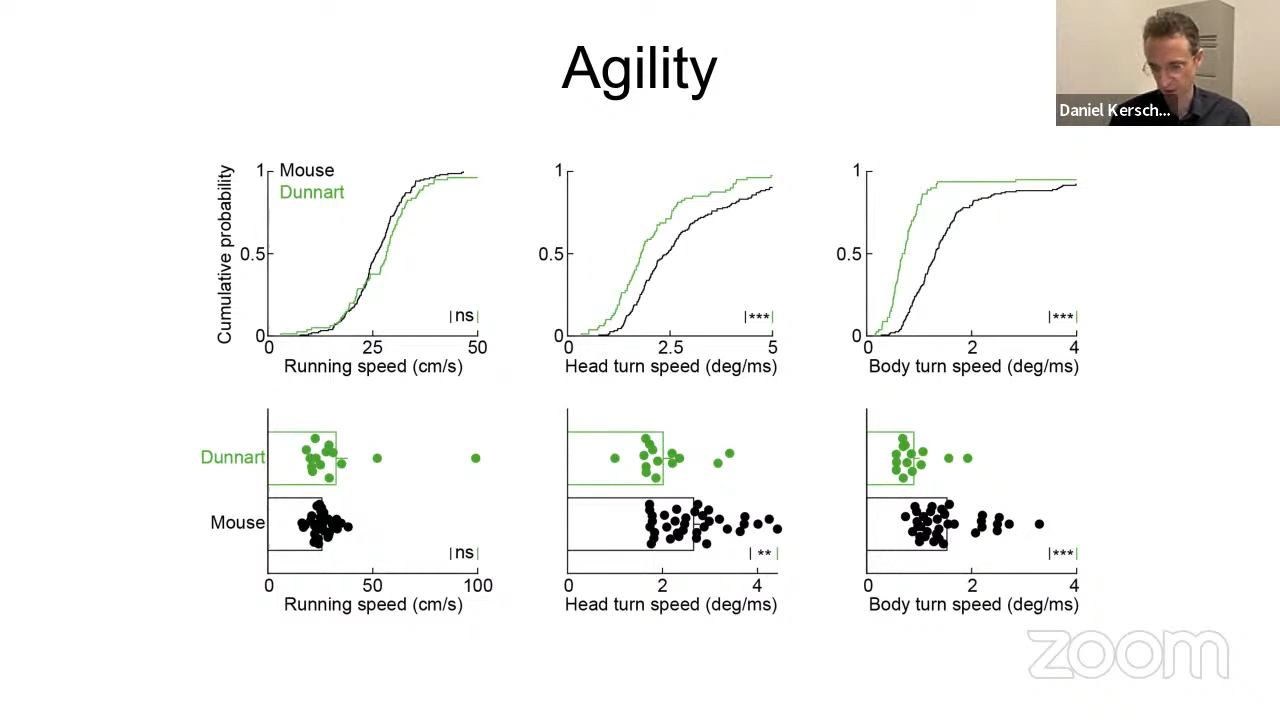 Agility
Daniel Kersch...
Cumulative probability
1
0.5
0
Mouse
Dunnart
ns
0 25 50
Running speed (cm/s)
1
0.5
0
***
0 2.5 5
Head turn speed (deg/ms)
1
0.5
0
***
0 2 4
Body turn speed (deg/ms)
Dunnart
Mouse
ns
0 50 100
Running speed (cm/s)
**
0 2 4
Head turn speed (deg/ms)
***
0 2 4
Body turn speed (deg/ms)
zoom